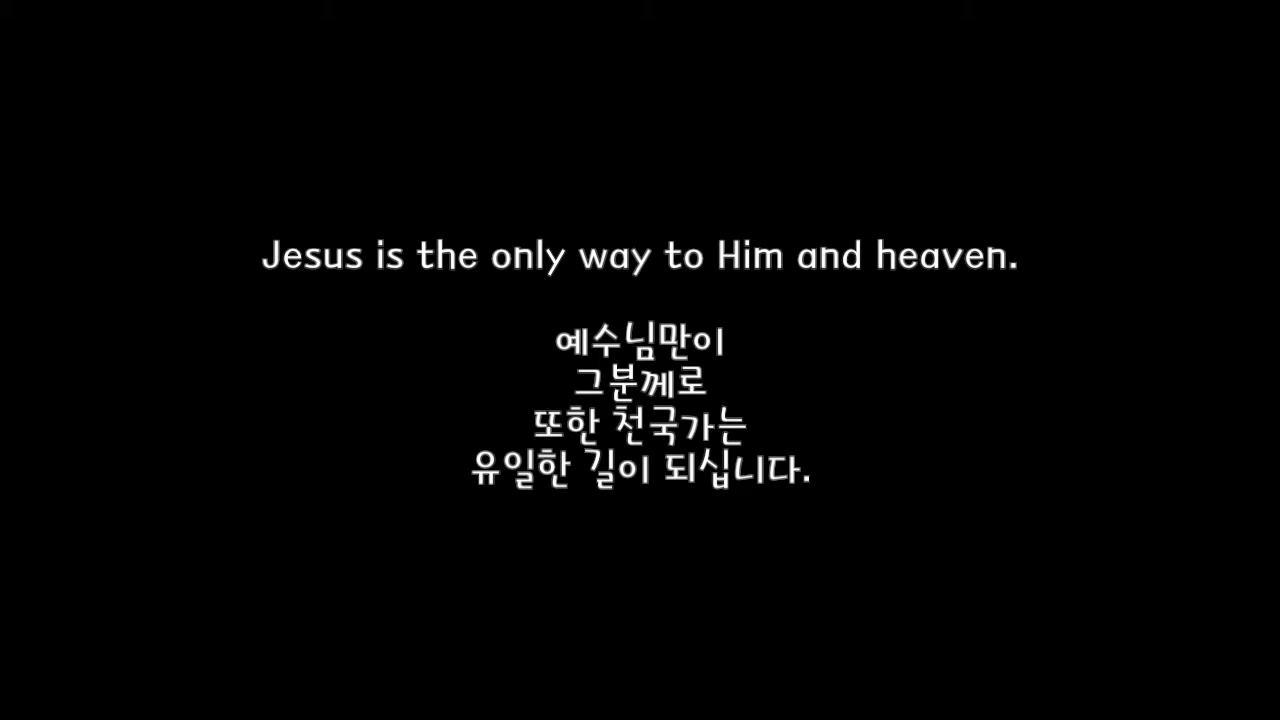 Jesus is the only way to Him and heaven.
예수님만이
그분께로
또한 천국가는
유일한 길이 되십니다.